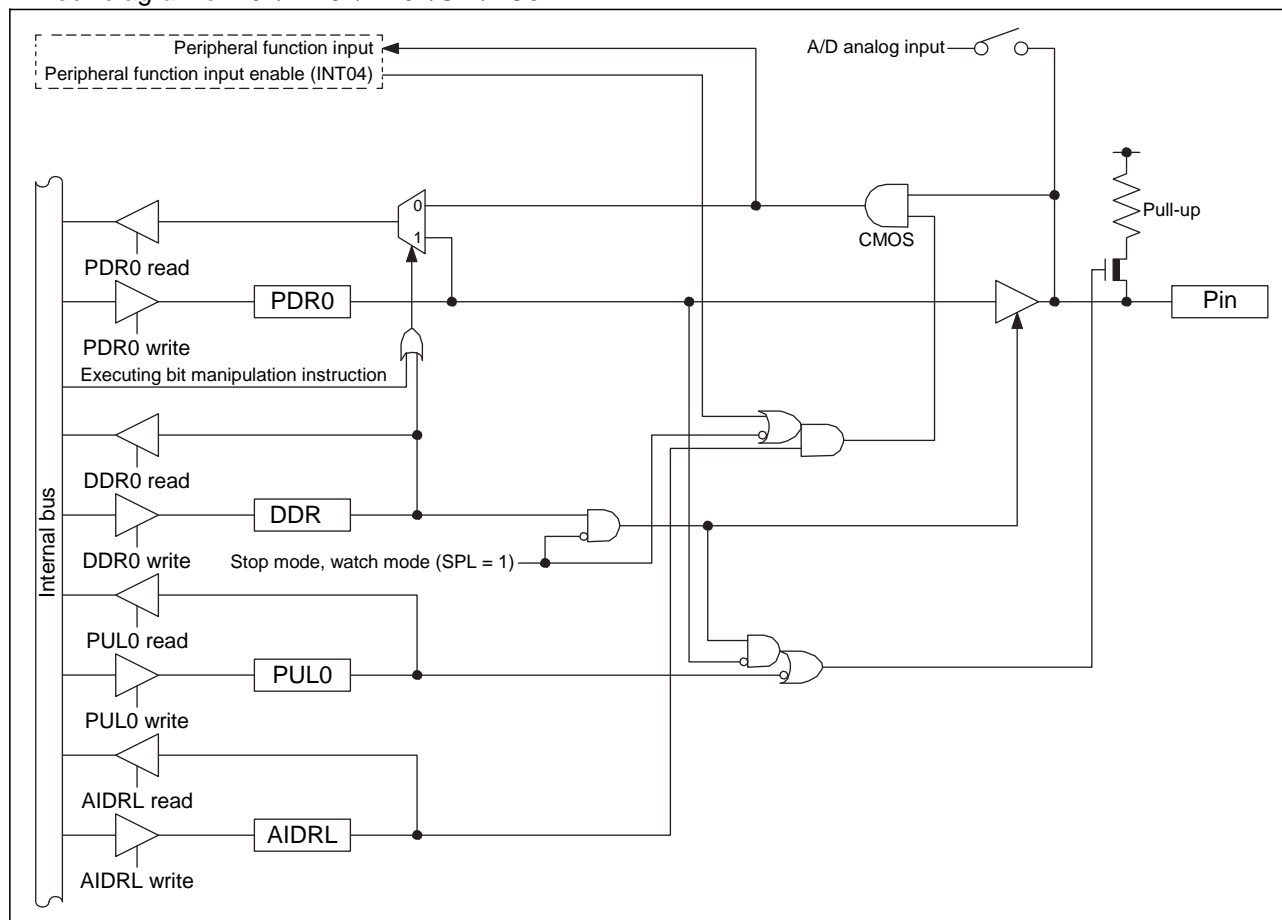 Peripheral function input
A/D analog input
Peripheral function input enable (INT04)
0
Pull-up
1
CMOS
PDR0 read
PDR0
Pin
PDR0 write
Executing bit manipulation instruction
DDR0 read
DDR
Internal bus
Stop mode, watch mode (SPL = 1)
DDR0 write
PUL0 read
PUL0
PUL0 write
AIDRL read
AIDRL
AIDRL write